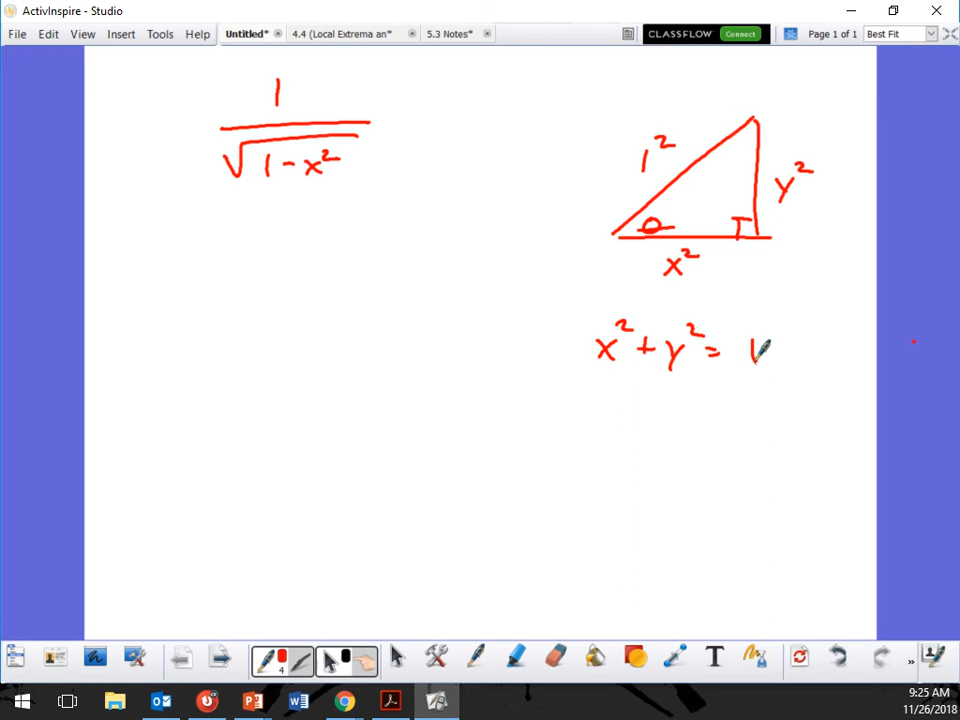 ActivInspire - Studio
File Edit View Insert Tools Help Untitled* 4.4 (Local Extrema an* 5.3 Notes* CLASSFLOW Connect Page 1 of 1 Best Fit
1
√1-x²
1²
y²
θ
x²
x²+y²= 1
4
9:25 AM
11/26/2018